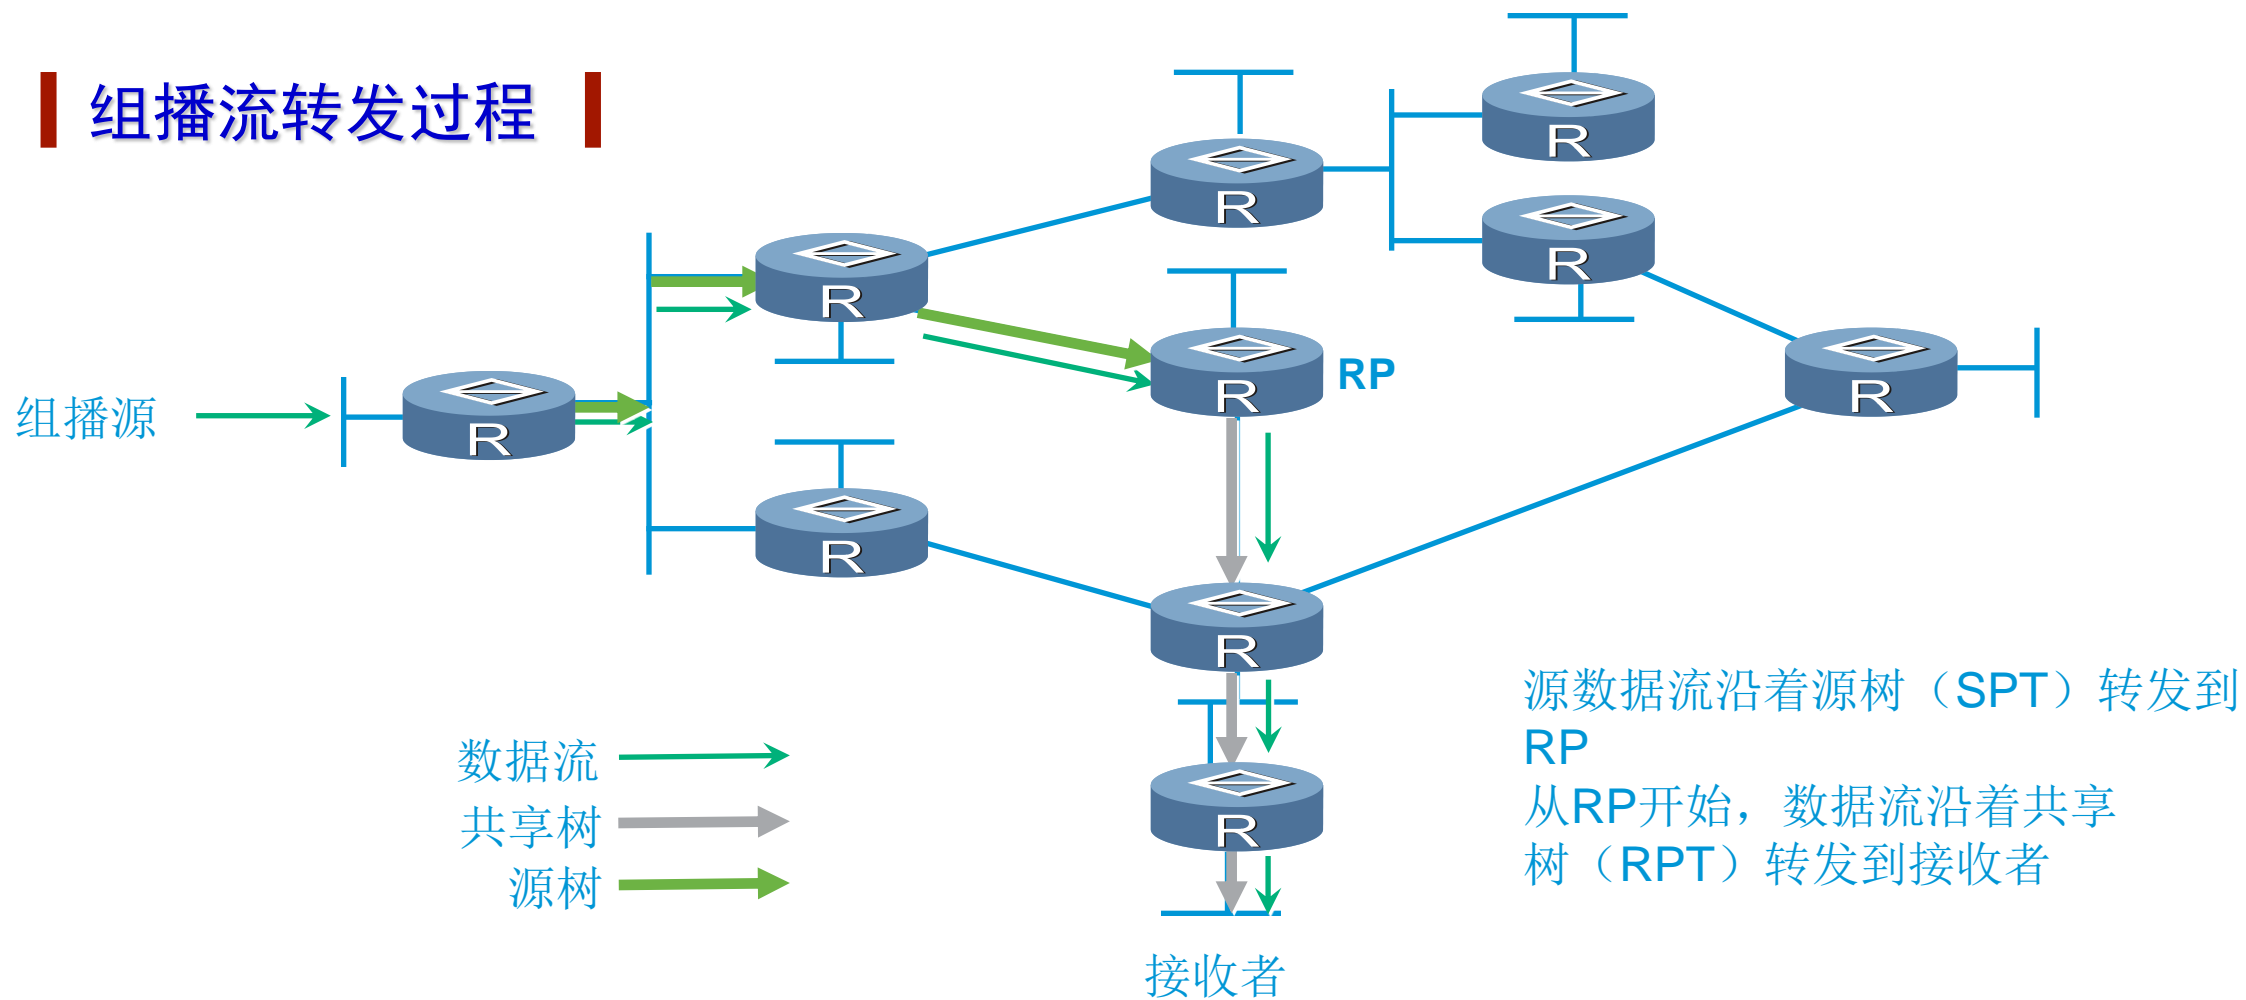 组播流转发过程
R
R
R
R
RP
R
R
组播源
R
R
R
R
源数据流沿着源树（SPT）转发到
RP
从RP开始，数据流沿着共享
树（RPT）转发到接收者
数据流
共享树
源树
R
接收者